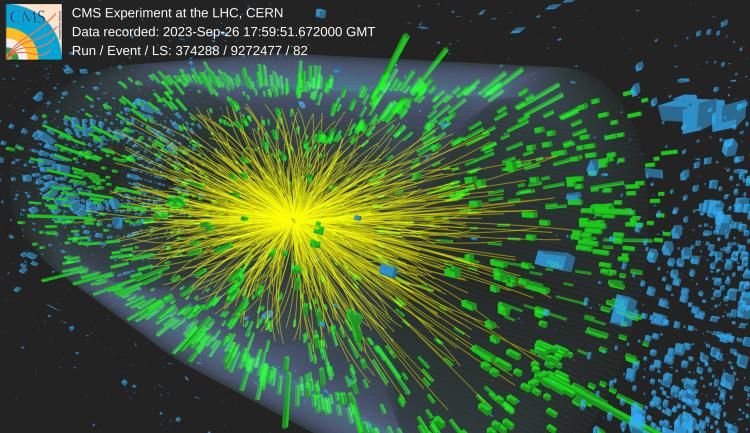 CMS
CMS Experiment at the LHC, CERN
Data recorded: 2023-Sep-26 17:59:51.672000 GMT
Run / Event / LS: 374288 / 9272477 / 82